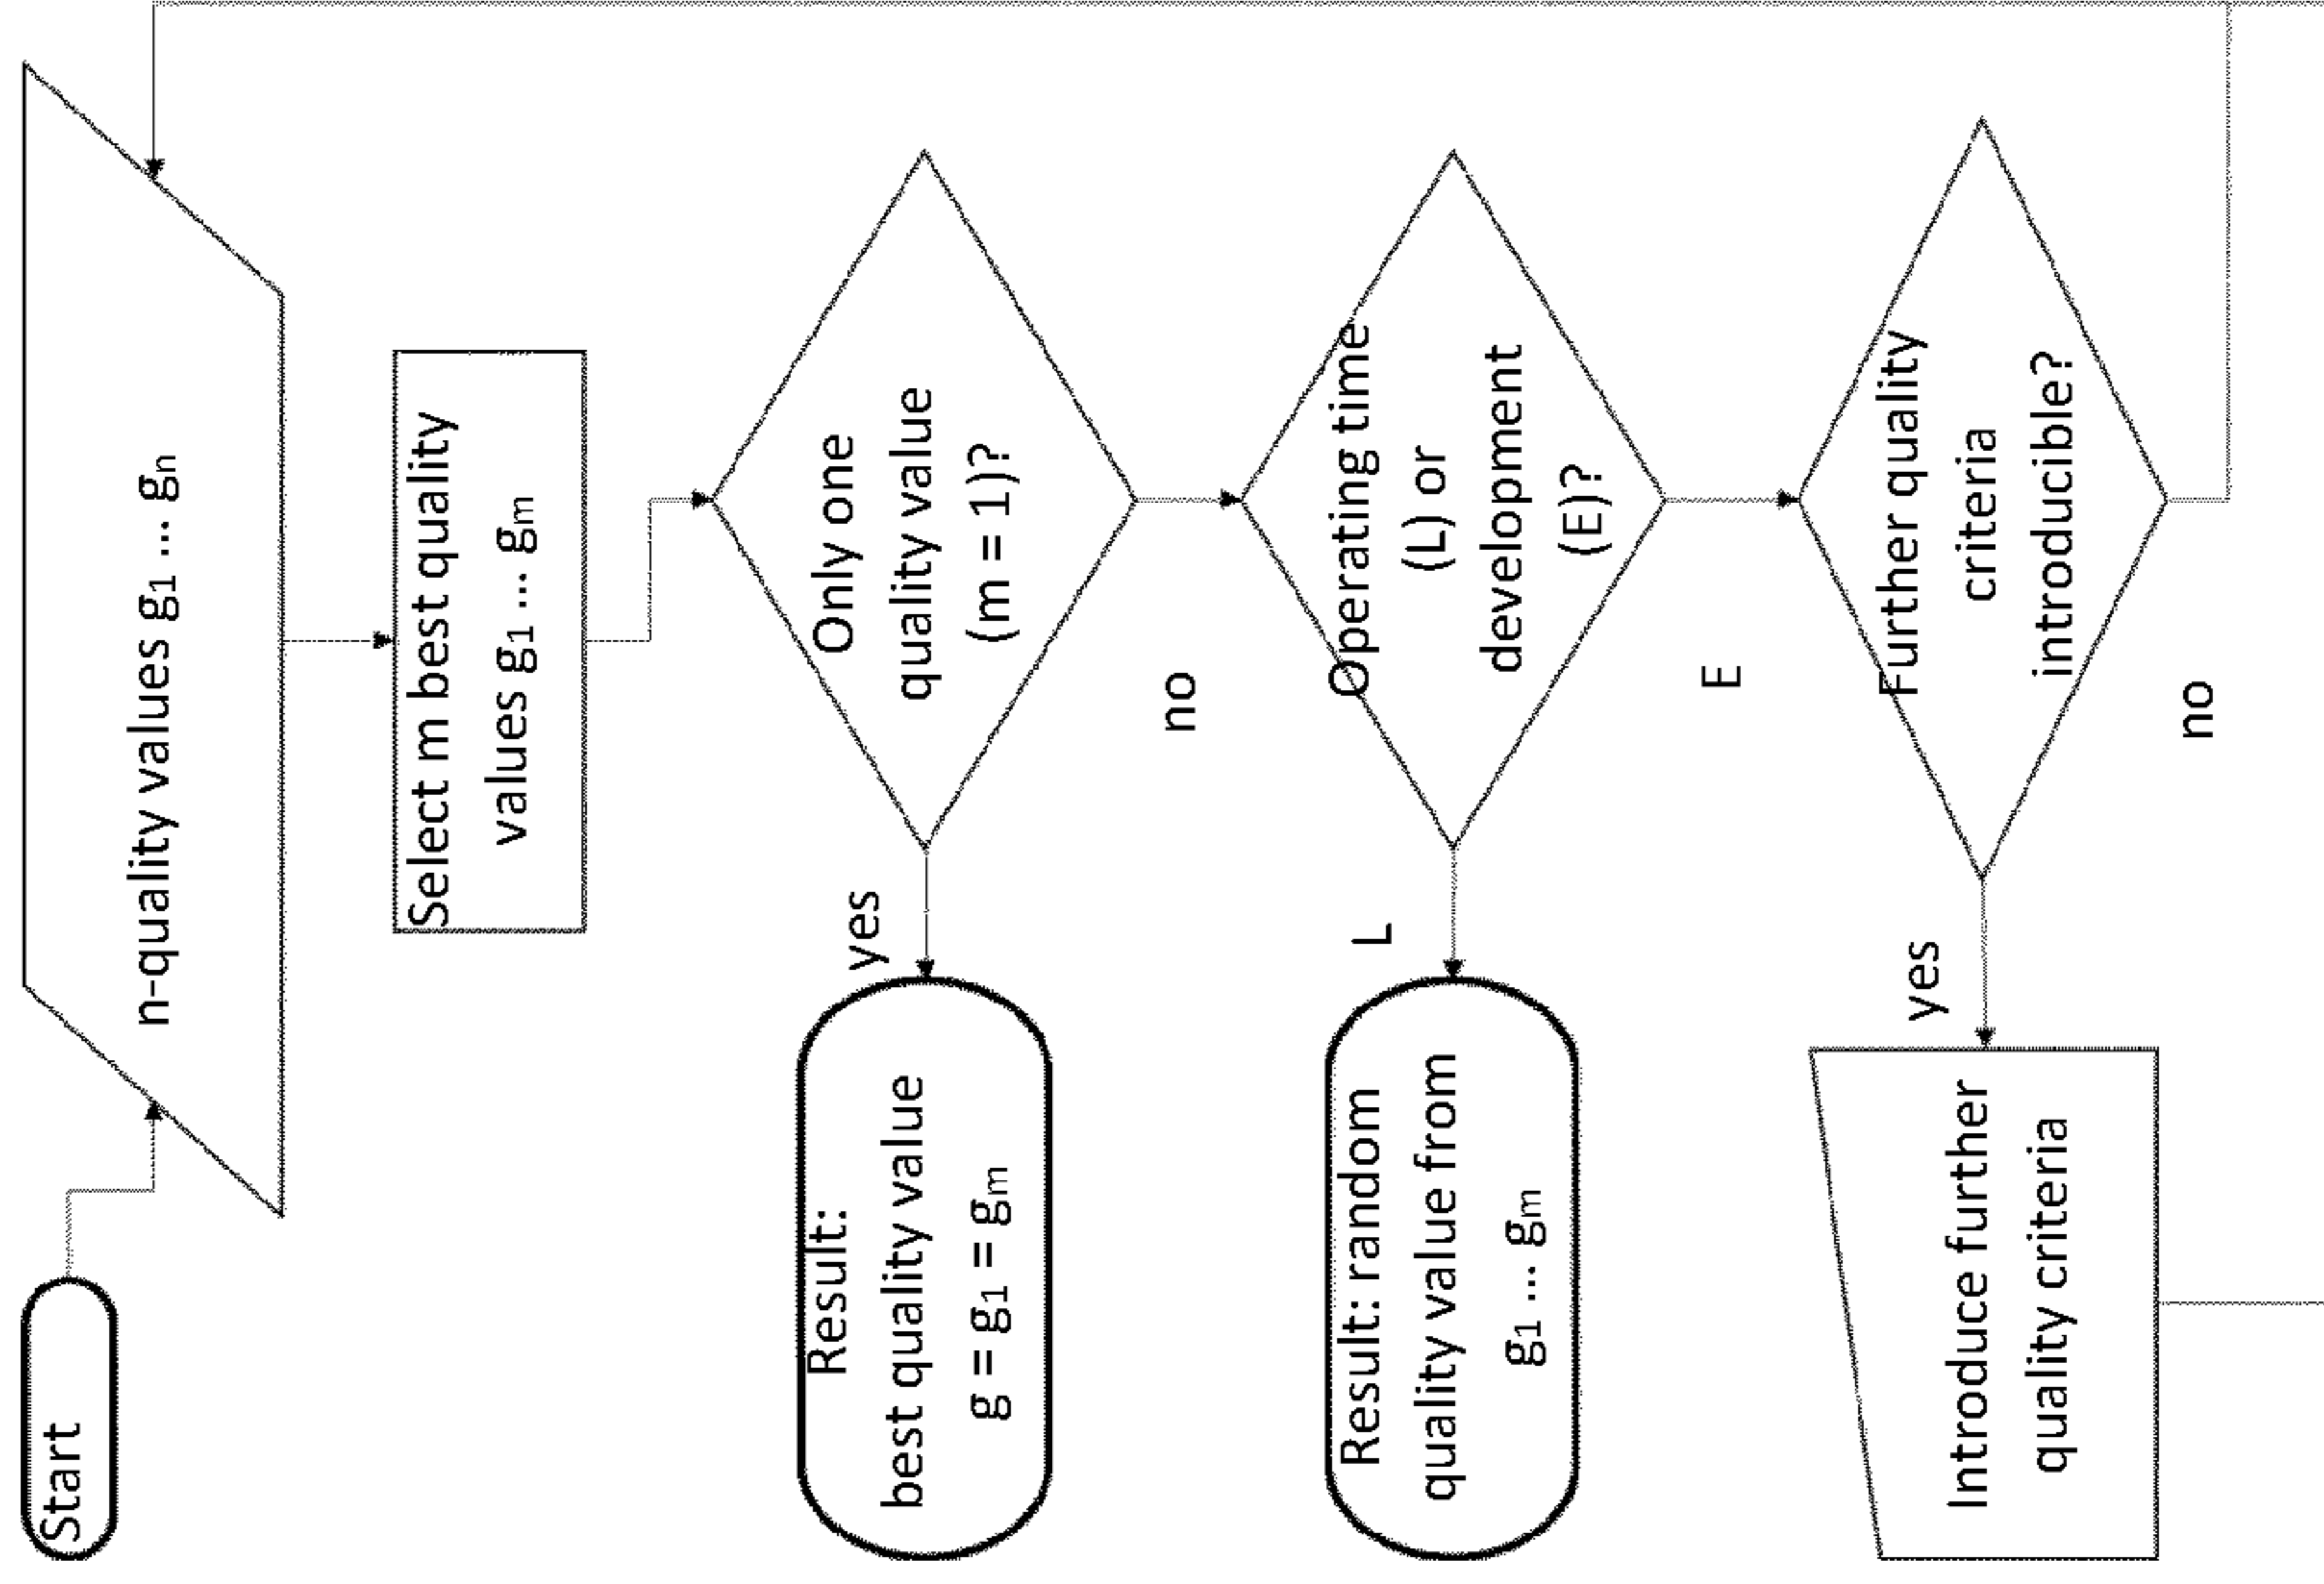 Start
n-quality values g₁ ... gₙ
Select m best quality
values g₁ ... gₘ
Only one
quality value
(m = 1)?
yes
no
Result:
best quality value
g = g₁ = gₘ
Operating time
(L) or
development
(E)?
L
E
Result: random
quality value from
g₁ ... gₘ
Further quality
criteria
introducible?
yes
no
Introduce further
quality criteria